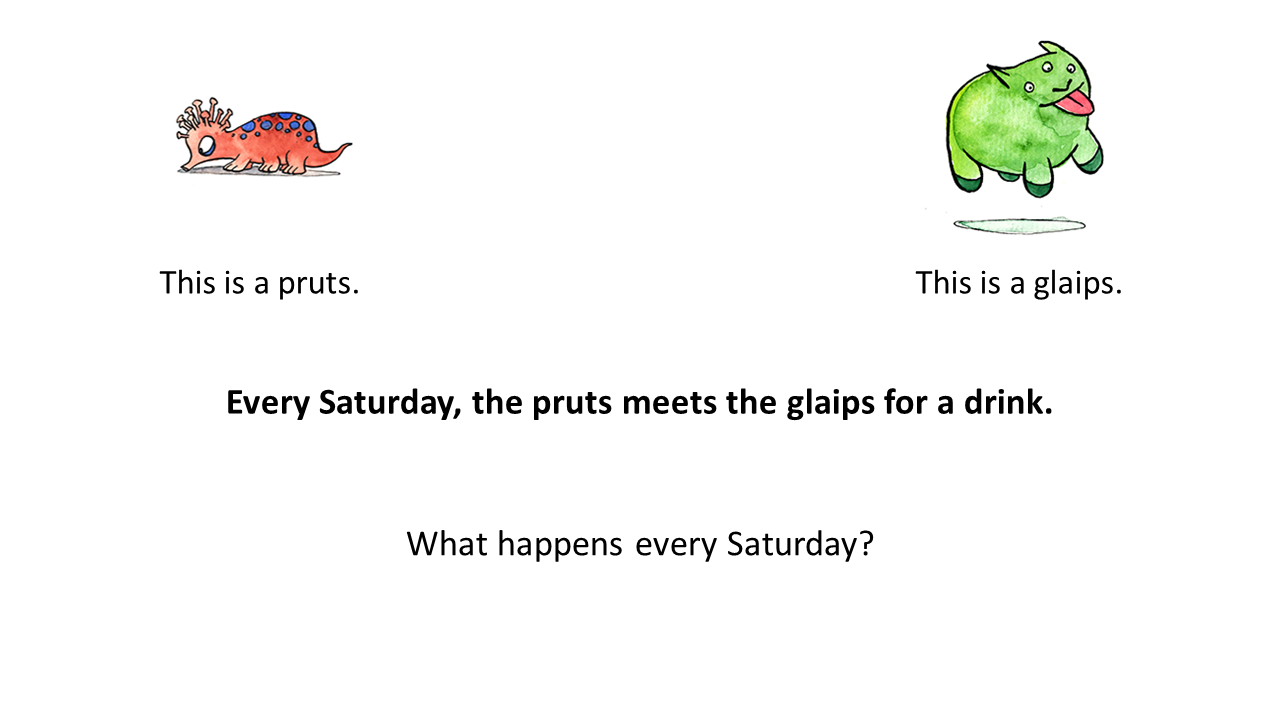 This is a pruts.
This is a glaips.
Every Saturday, the pruts meets the glaips for a drink.
What happens every Saturday?